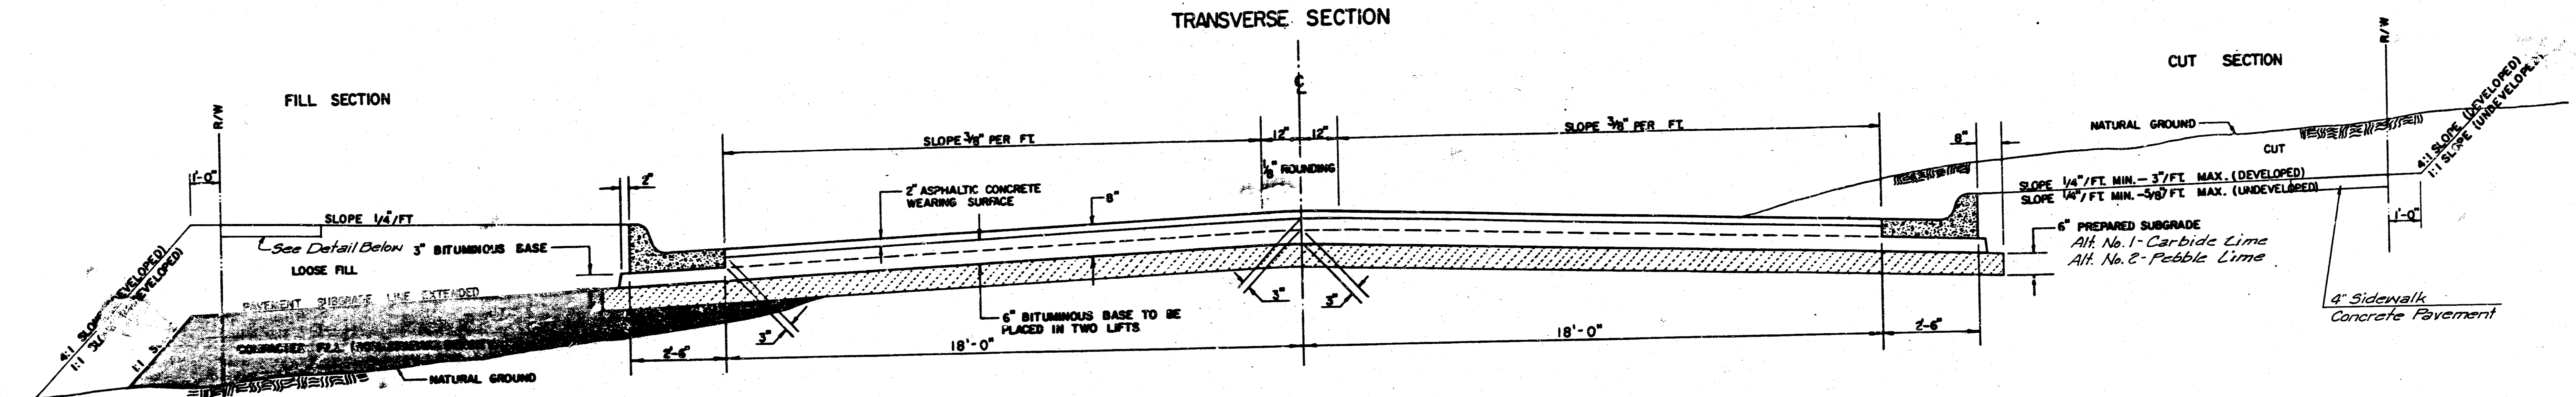 TRANSVERSE SECTION
FILL SECTION
CUT SECTION
R/W
R/W
℄
1'-0"
2"
SLOPE 3/8" PER FT.
12"
12"
1/8" ROUNDING
SLOPE 3/8" PER FT.
8"
NATURAL GROUND
CUT
4:1 SLOPE (DEVELOPED)
1:1 SLOPE (UNDEVELOPED)
SLOPE 1/4"/FT
See Detail Below
3" BITUMINOUS BASE
LOOSE FILL
2" ASPHALTIC CONCRETE
WEARING SURFACE
8"
SLOPE 1/4"/FT. MIN. - 3"/FT. MAX. (DEVELOPED)
SLOPE 1/4"/FT. MIN. - 5/8"/FT. MAX. (UNDEVELOPED)
1'-0"
6" PREPARED SUBGRADE
Alt. No. 1 - Carbide Lime
Alt. No. 2 - Pebble Lime
4" Sidewalk
Concrete Pavement
PAVEMENT SUBGRADE LINE EXTENDED
4:1
1:1
1:1
COMPACTED FILL
NATURAL GROUND
3"
6" BITUMINOUS BASE TO BE
PLACED IN TWO LIFTS
3"
3"
2'-6"
18'-0"
18'-0"
2'-6"